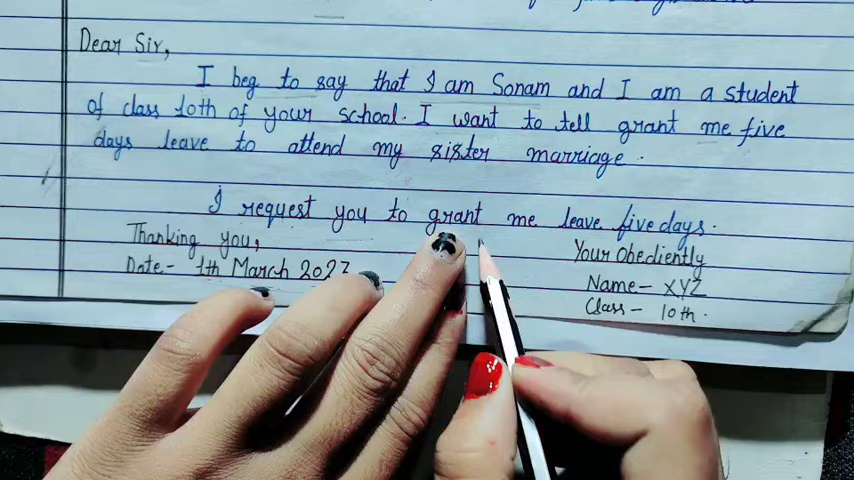 Dear Sir,
I beg to say that I am Sonam and I am a student
of class 10th of your school. I want to tell grant me five
days leave to attend my sister marriage.
I request you to grant me leave five days.
Thanking you,
Your Obediently
Date- 1th March 2023
Name- XYZ
Class- 10th.